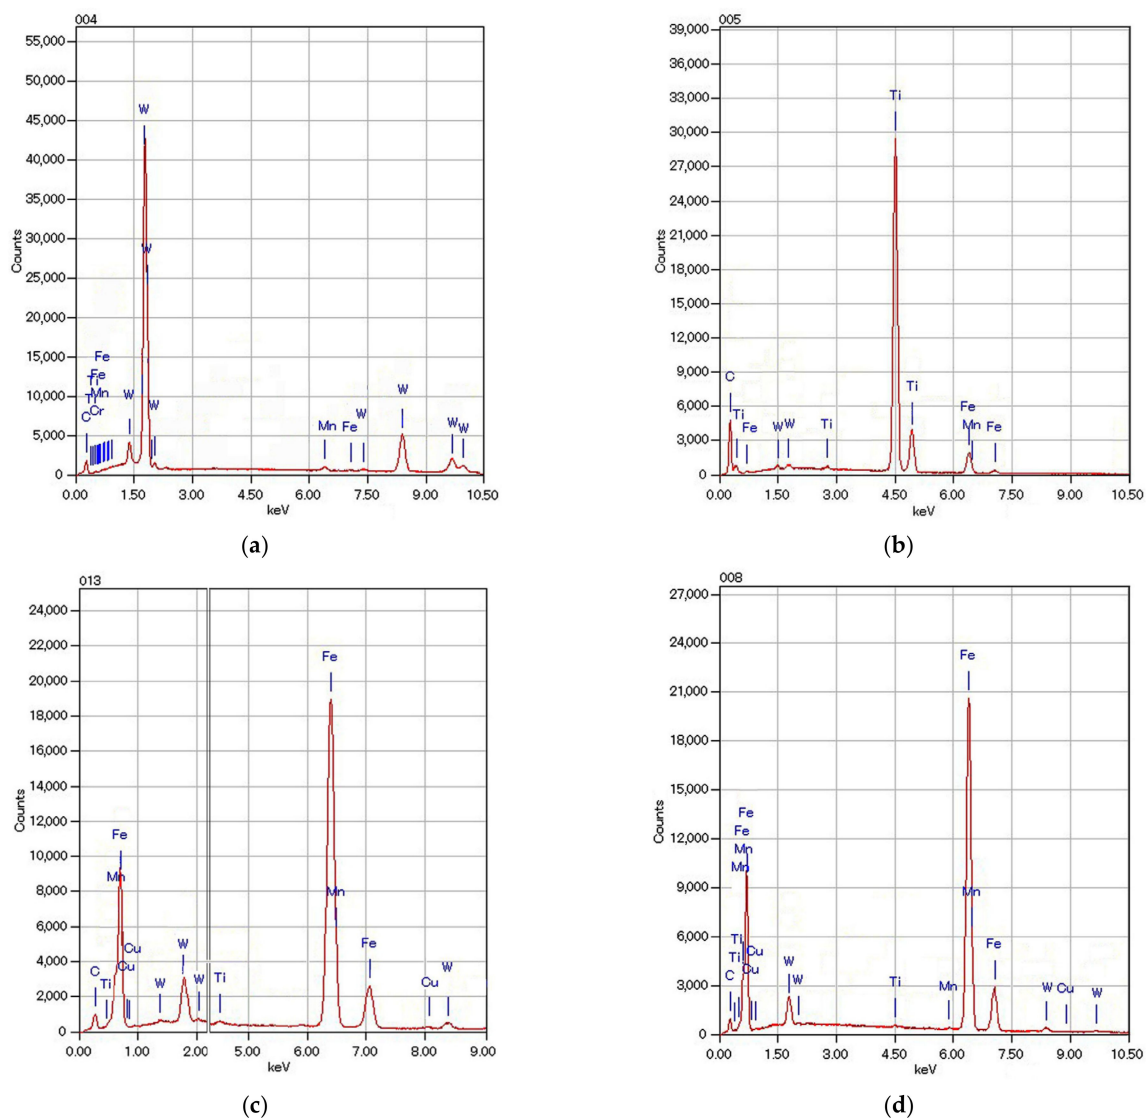 004
55,000
50,000
45,000
40,000
35,000
30,000
25,000
20,000
15,000
10,000
5,000
0
Counts
W
W
Fe
Ti
Fe
Ti
Mn
C
Cr
W
W
Mn
Fe
W
W
W
W
0.00 1.50 3.00 4.50 6.00 7.50 9.00 10.50
keV
(a)
005
39,000
36,000
33,000
30,000
27,000
24,000
21,000
18,000
15,000
12,000
9,000
6,000
3,000
0
Counts
Ti
C
Ti
Fe
W
W
Ti
Ti
Fe
Mn
Fe
0.00 1.50 3.00 4.50 6.00 7.50 9.00 10.50
keV
(b)
013
24,000
22,000
20,000
18,000
16,000
14,000
12,000
10,000
8,000
6,000
4,000
2,000
0
Counts
Fe
Mn
Cu
Cu
C
Ti
W
W
W
Ti
Fe
Mn
Fe
Cu
W
0.00 1.00 2.00 6.00 7.00 8.00 9.00
keV
(c)
008
27,000
24,000
21,000
18,000
15,000
12,000
9,000
6,000
3,000
0
Counts
Fe
Fe
Mn
Mn
Ti
Cu
Ti
Cu
C
W
W
Ti
Mn
Fe
Mn
Fe
W
Cu
W
0.00 1.50 3.00 4.50 6.00 7.50 9.00 10.50
keV
(d)